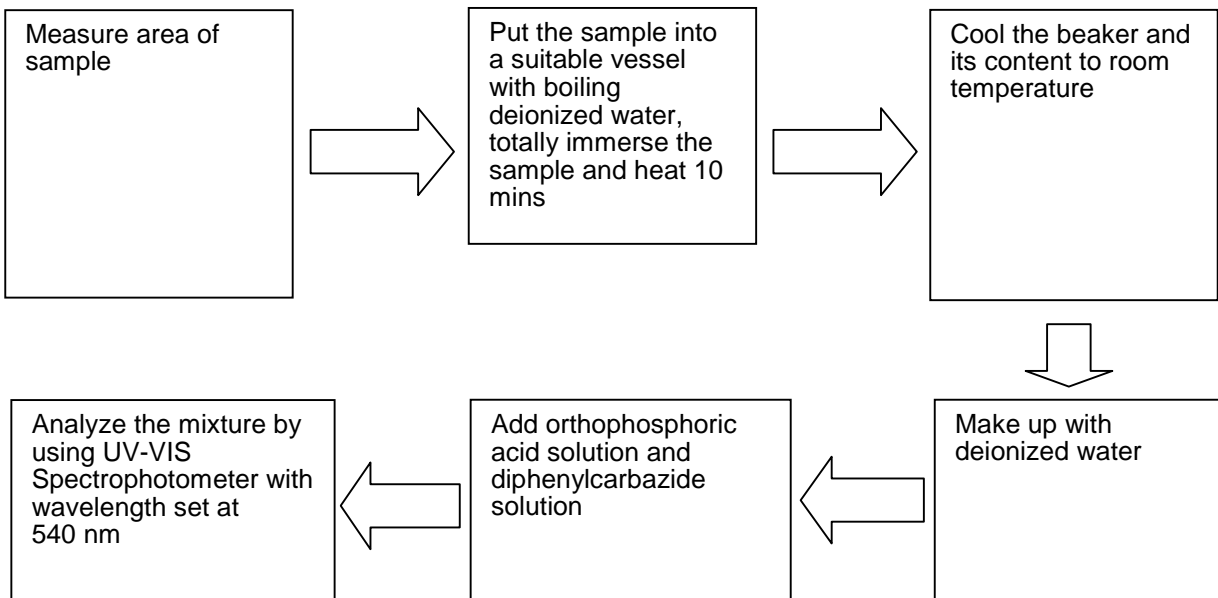 Measure area of
sample
Put the sample into
a suitable vessel
with boiling
deionized water,
totally immerse the
sample and heat 10
mins
Cool the beaker and
its content to room
temperature
Make up with
deionized water
Add orthophosphoric
acid solution and
diphenylcarbazide
solution
Analyze the mixture by
using UV-VIS
Spectrophotometer with
wavelength set at
540 nm